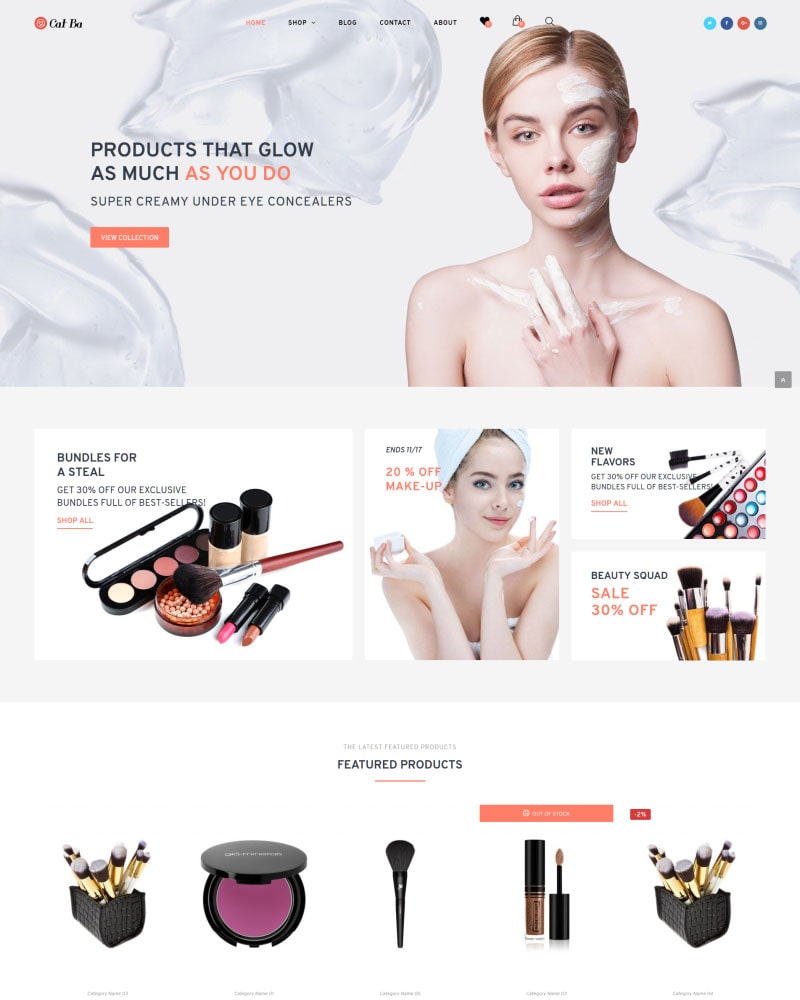 Cat Ba
HOME SHOP BLOG CONTACT ABOUT
PRODUCTS THAT GLOW
AS MUCH AS YOU DO
SUPER CREAMY UNDER EYE CONCEALERS
VIEW COLLECTION
BUNDLES FOR
A STEAL
GET 30% OFF OUR EXCLUSIVE
BUNDLES FULL OF BEST-SELLERS!
SHOP ALL
ENDS 11/17
20 % OFF
MAKE-UP
NEW
FLAVORS
GET 30% OFF OUR EXCLUSIVE
BUNDLES FULL OF BEST-SELLERS!
SHOP ALL
BEAUTY SQUAD
SALE
30% OFF
THE LATEST FEATURED PRODUCTS
FEATURED PRODUCTS
OUT OF STOCK
-2%
Category Name 02
Category Name 01
Category Name 05
Category Name 03
Category Name 04